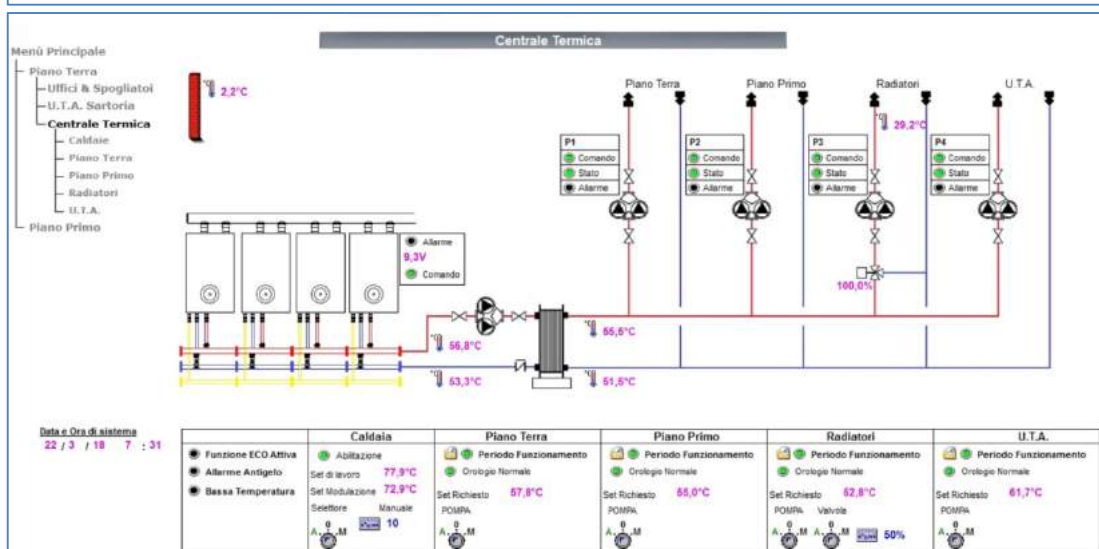 Centrale Termica
Menù Principale
Piano Terra
Uffici & Spogliatoi
U.T.A. Sartoria
Centrale Termica
Caldaie
Piano Terra
Piano Primo
Radiatori
U.T.A.
Piano Primo
°C 2,2°C
Piano Terra Piano Primo Radiatori U.T.A.
°C 29,2°C
P1 P2 P3 P4
Comando Comando Comando Comando
Stato Stato Stato Stato
Allarme Allarme Allarme Allarme
Allarme
9,3V
Comando
100,0%
°C 56,8°C
°C 55,5°C
°C 53,3°C
°C 51,5°C
Data e Ora di sistema
22 / 3 / 18 7 : 31
Caldaia Piano Terra Piano Primo Radiatori U.T.A.
Funzione ECO Attiva Abilitazione Periodo Funzionamento Periodo Funzionamento Periodo Funzionamento Periodo Funzionamento
Allarme Antigelo Set di lavoro 77,9°C Orologio Normale Orologio Normale Orologio Normale Orologio Normale
Bassa Temperatura Set Modulazione 72,9°C Set Richiesto 57,8°C Set Richiesto 55,0°C Set Richiesto 52,8°C Set Richiesto 61,7°C
Selettore Manuale POMPA POMPA POMPA Valvola POMPA
A 0 M 10 A 0 M A 0 M A 0 M A 0 M 50% A 0 M